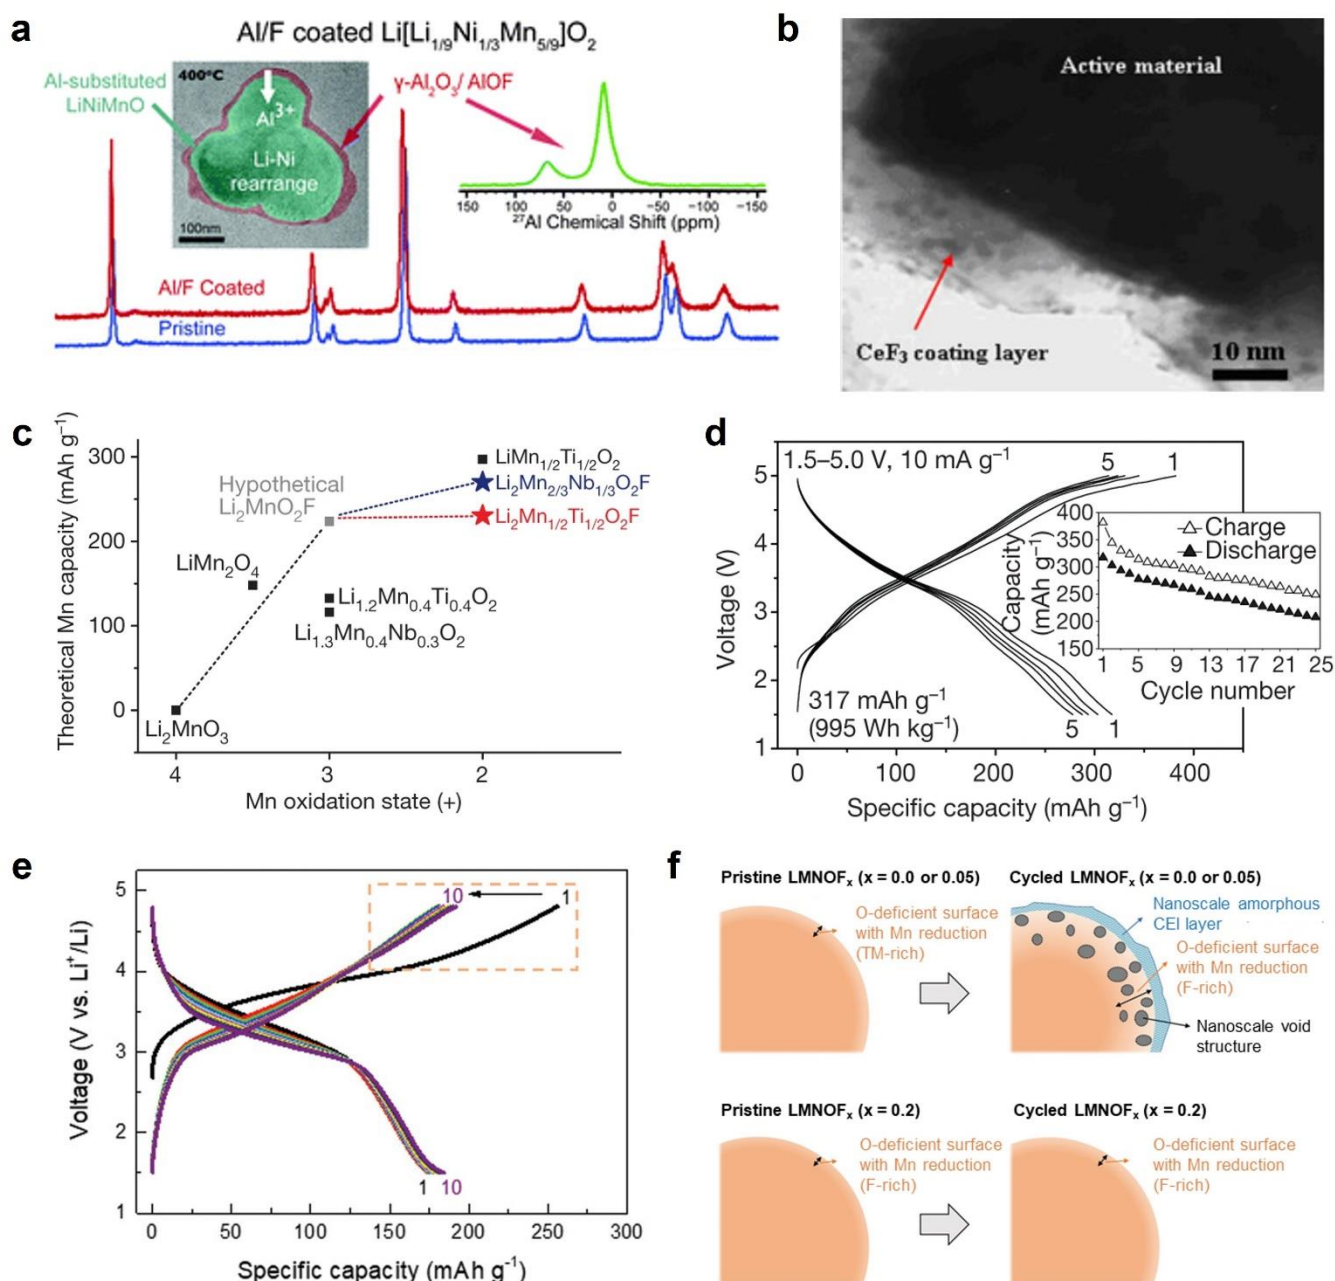 a
Al/F coated Li[Li1/9Ni1/3Mn5/9]O2
Al-substituted
LiNiMnO
400°C
Al3+
Li-Ni
rearrange
100nm
γ-Al2O3/ AlOF
150 100 50 0 −50 −100 −150
27Al Chemical Shift (ppm)
Al/F Coated
Pristine
b
Active material
CeF3 coating layer
10 nm
c
Theoretical Mn capacity (mAh g−1)
300
200
100
0
Hypothetical
Li2MnO2F
LiMn1/2Ti1/2O2
Li2Mn2/3Nb1/3O2F
Li2Mn1/2Ti1/2O2F
LiMn2O4
Li1.2Mn0.4Ti0.4O2
Li1.3Mn0.4Nb0.3O2
Li2MnO3
4 3 2
Mn oxidation state (+)
d
1.5–5.0 V, 10 mA g−1
5 1
Voltage (V)
5
4
3
2
1
Capacity
(mAh g−1)
400
350
300
250
200
150
Charge
Discharge
1 5 9 13 17 21 25
Cycle number
317 mAh g−1
(995 Wh kg−1)
5 1
0 100 200 300 400
Specific capacity (mAh g−1)
e
Voltage (V vs. Li+/Li)
5
4
3
2
1
10 1
1 10
0 50 100 150 200 250 300
Specific capacity (mAh g-1)
f
Pristine LMNOFx (x = 0.0 or 0.05)
O-deficient surface
with Mn reduction
(TM-rich)
Cycled LMNOFx (x = 0.0 or 0.05)
Nanoscale amorphous
CEI layer
O-deficient surface
with Mn reduction
(F-rich)
Nanoscale void
structure
Pristine LMNOFx (x = 0.2)
O-deficient surface
with Mn reduction
(F-rich)
Cycled LMNOFx (x = 0.2)
O-deficient surface
with Mn reduction
(F-rich)